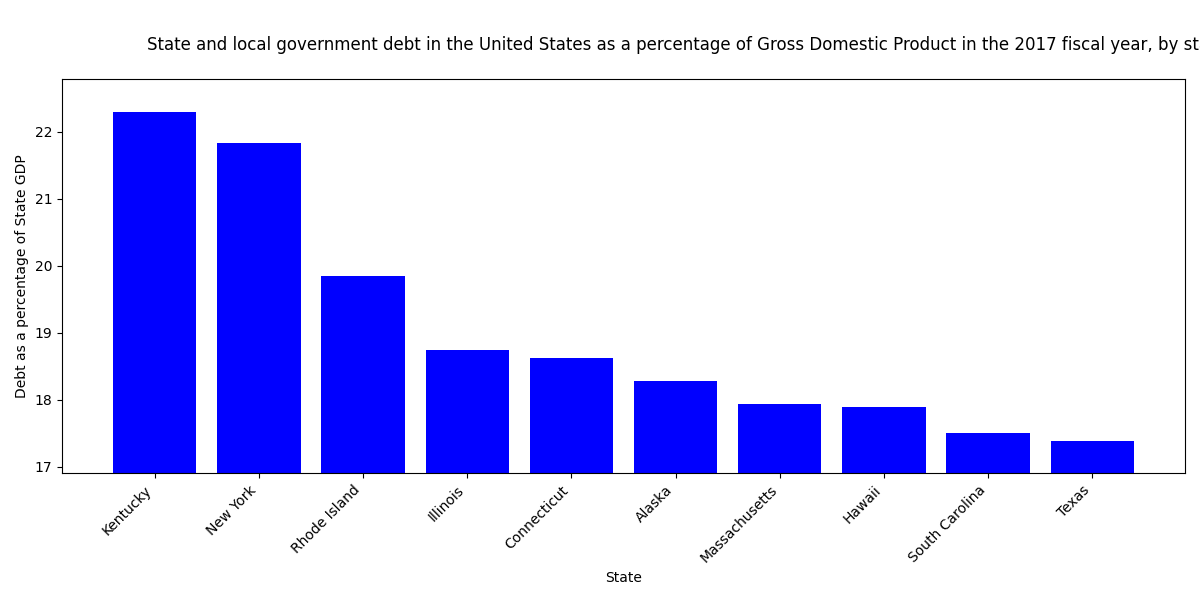 State and local government debt in the United States as a percentage of Gross Domestic Product in the 2017 fiscal year, by st
Debt as a percentage of State GDP
22
21
20
19
18
17
Kentucky
New York
Rhode Island
Illinois
Connecticut
Alaska
Massachusetts
Hawaii
South Carolina
Texas
State